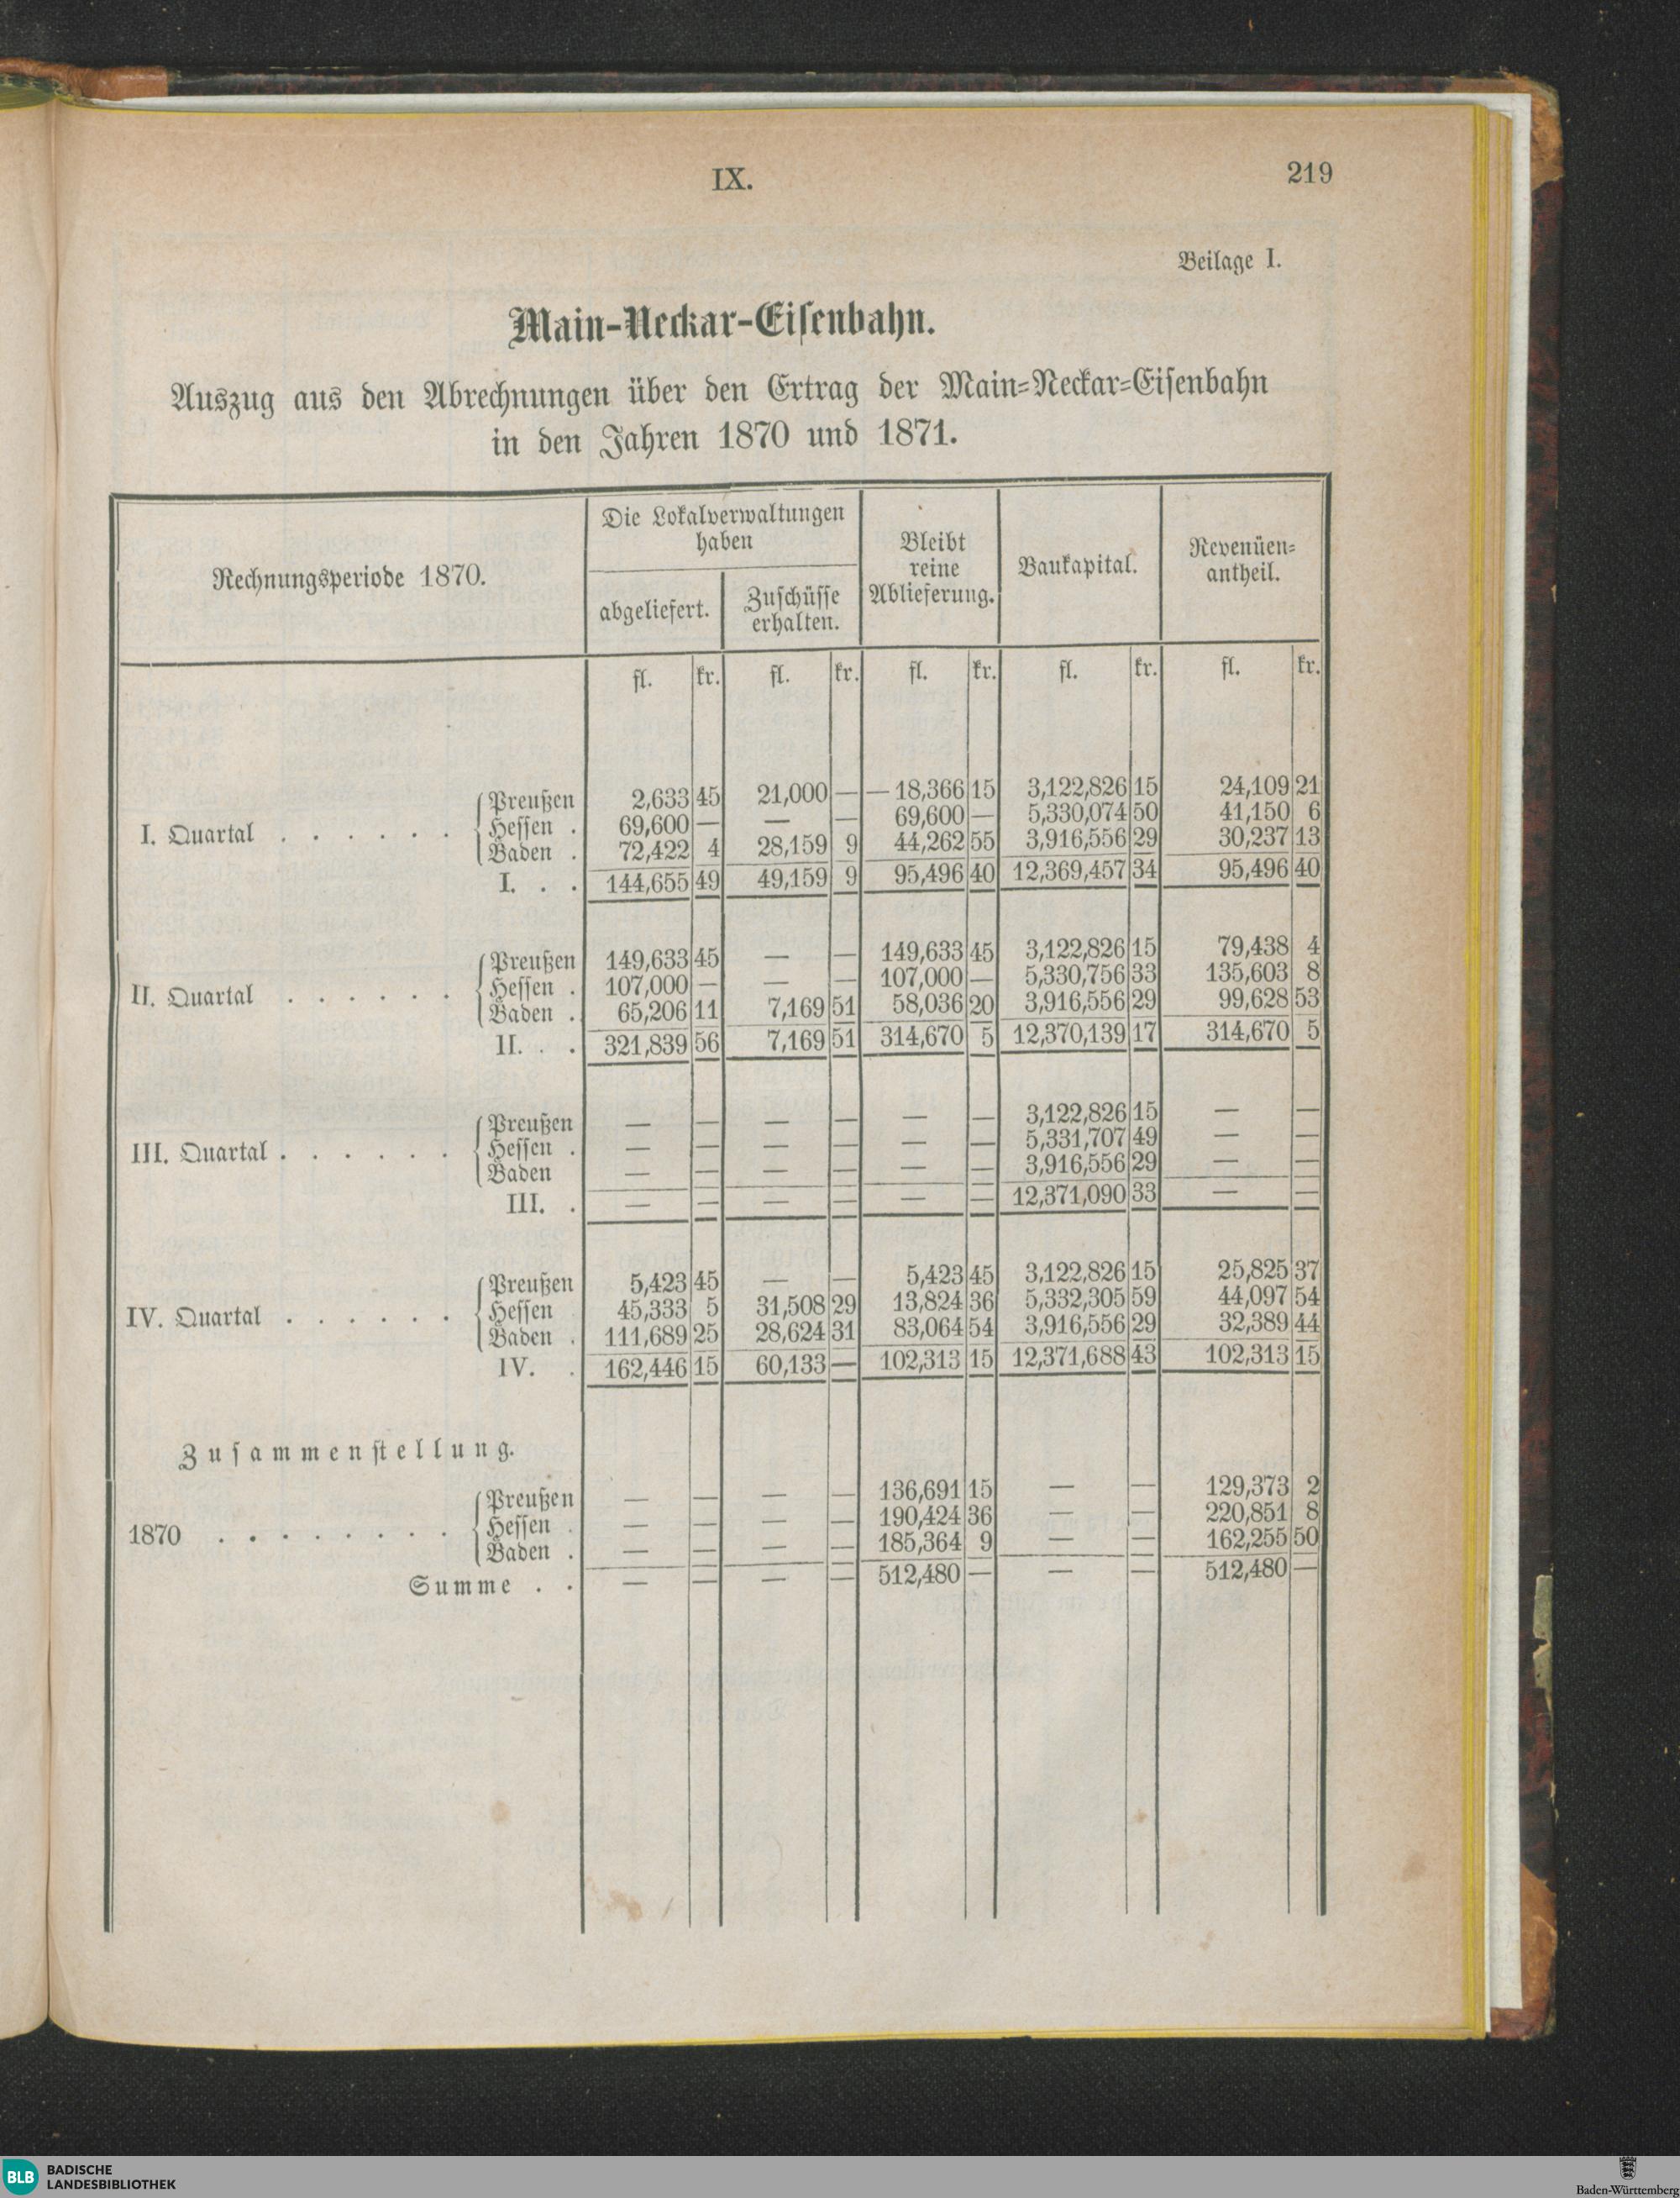 IX.
219
Beilage I.
Main-Neckar-Eisenbahn.
Auszug aus den Abrechnungen über den Ertrag der Main-Neckar-Eisenbahn
in den Jahren 1870 und 1871.
Rechnungsperiode 1870.
Die Lokalverwaltungen
haben
abgeliefert.
Zuschüsse
erhalten.
Bleibt
reine
Ablieferung.
Baukapital.
Revenüen-
antheil.
fl. kr. fl. kr. fl. kr. fl. kr. fl. kr.
I. Quartal . . . . . .
Preußen 2,633 45 21,000 — — 18,366 15 3,122,826 15 24,109 21
Hessen . 69,600 — — — 69,600 — 5,330,074 50 41,150 6
Baden . 72,422 4 28,159 9 44,262 55 3,916,556 29 30,237 13
I. . . 144,655 49 49,159 9 95,496 40 12,369,457 34 95,496 40
II. Quartal . . . . . .
Preußen 149,633 45 — — 149,633 45 3,122,826 15 79,438 4
Hessen . 107,000 — — — 107,000 — 5,330,756 33 135,603 8
Baden . 65,206 11 7,169 51 58,036 20 3,916,556 29 99,628 53
II. . . 321,839 56 7,169 51 314,670 5 12,370,139 17 314,670 5
III. Quartal . . . . . .
Preußen — — — — — — 3,122,826 15 — —
Hessen . — — — — — — 5,331,707 49 — —
Baden — — — — — — 3,916,556 29 — —
III. . — — — — — — 12,371,090 33 — —
IV. Quartal . . . . . .
Preußen 5,423 45 — — 5,423 45 3,122,826 15 25,825 37
Hessen 45,333 5 31,508 29 13,824 36 5,332,305 59 44,097 54
Baden . 111,689 25 28,624 31 83,064 54 3,916,556 29 32,389 44
IV. . 162,446 15 60,133 — 102,313 15 12,371,688 43 102,313 15
Zusammenstellung.
1870 . . . . . . . .
Preußen — — — — 136,691 15 — — 129,373 2
Hessen . — — — — 190,424 36 — — 220,851 8
Baden . — — — — 185,364 9 — — 162,255 50
Summe . . — — — — 512,480 — — — 512,480 —
BLB
BADISCHE
LANDESBIBLIOTHEK
Baden-Württemberg